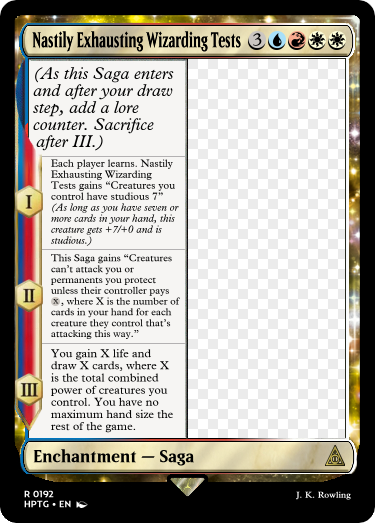 Nastily Exhausting Wizarding Tests 3
(As this Saga enters
and after your draw
step, add a lore
counter. Sacrifice
after III.)
I
Each player learns. Nastily
Exhausting Wizarding
Tests gains “Creatures you
control have studious 7”
(As long as you have seven or
more cards in your hand, this
creature gets +7/+0 and is
studious.)
II
This Saga gains “Creatures
can’t attack you or
permanents you protect
unless their controller pays
X, where X is the number of
cards in your hand for each
creature they control that’s
attacking this way.”
III
You gain X life and
draw X cards, where X
is the total combined
power of creatures you
control. You have no
maximum hand size the
rest of the game.
Enchantment — Saga
R 0192
HPTG • EN
J. K. Rowling